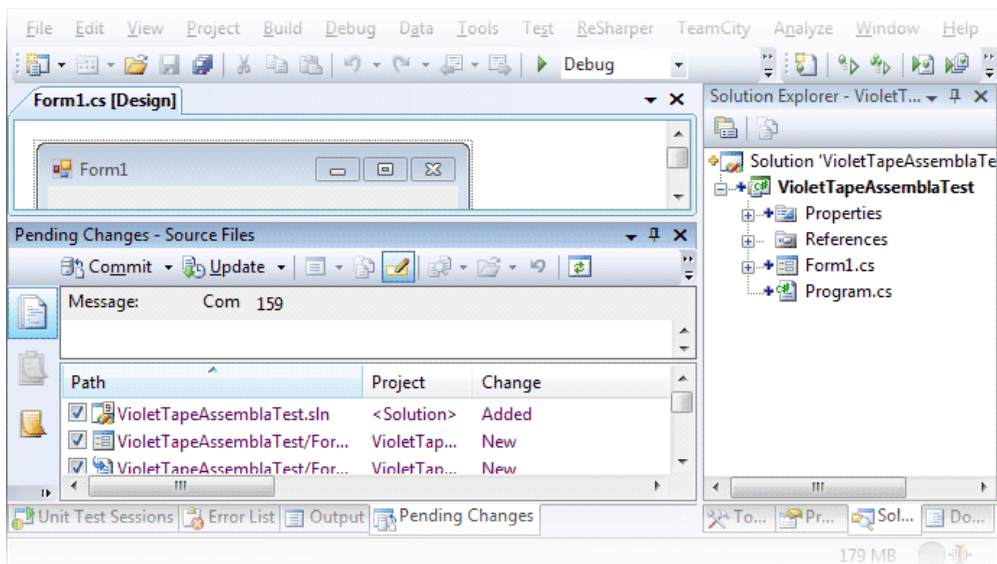 File Edit View Project Build Debug Data Tools Test ReSharper TeamCity Analyze Window Help
Debug
Form1.cs [Design]
Solution Explorer - VioletT...
Form1
Solution 'VioletTapeAssemblaTe
VioletTapeAssemblaTest
Properties
References
Form1.cs
Program.cs
Pending Changes - Source Files
Commit Update
Message: Com 159
Path Project Change
VioletTapeAssemblaTest.sln <Solution> Added
VioletTapeAssemblaTest/For... VioletTap... New
VioletTapeAssemblaTest/For... VioletTap... New
Unit Test Sessions Error List Output Pending Changes
To... Pr... Sol... Do...
179 MB